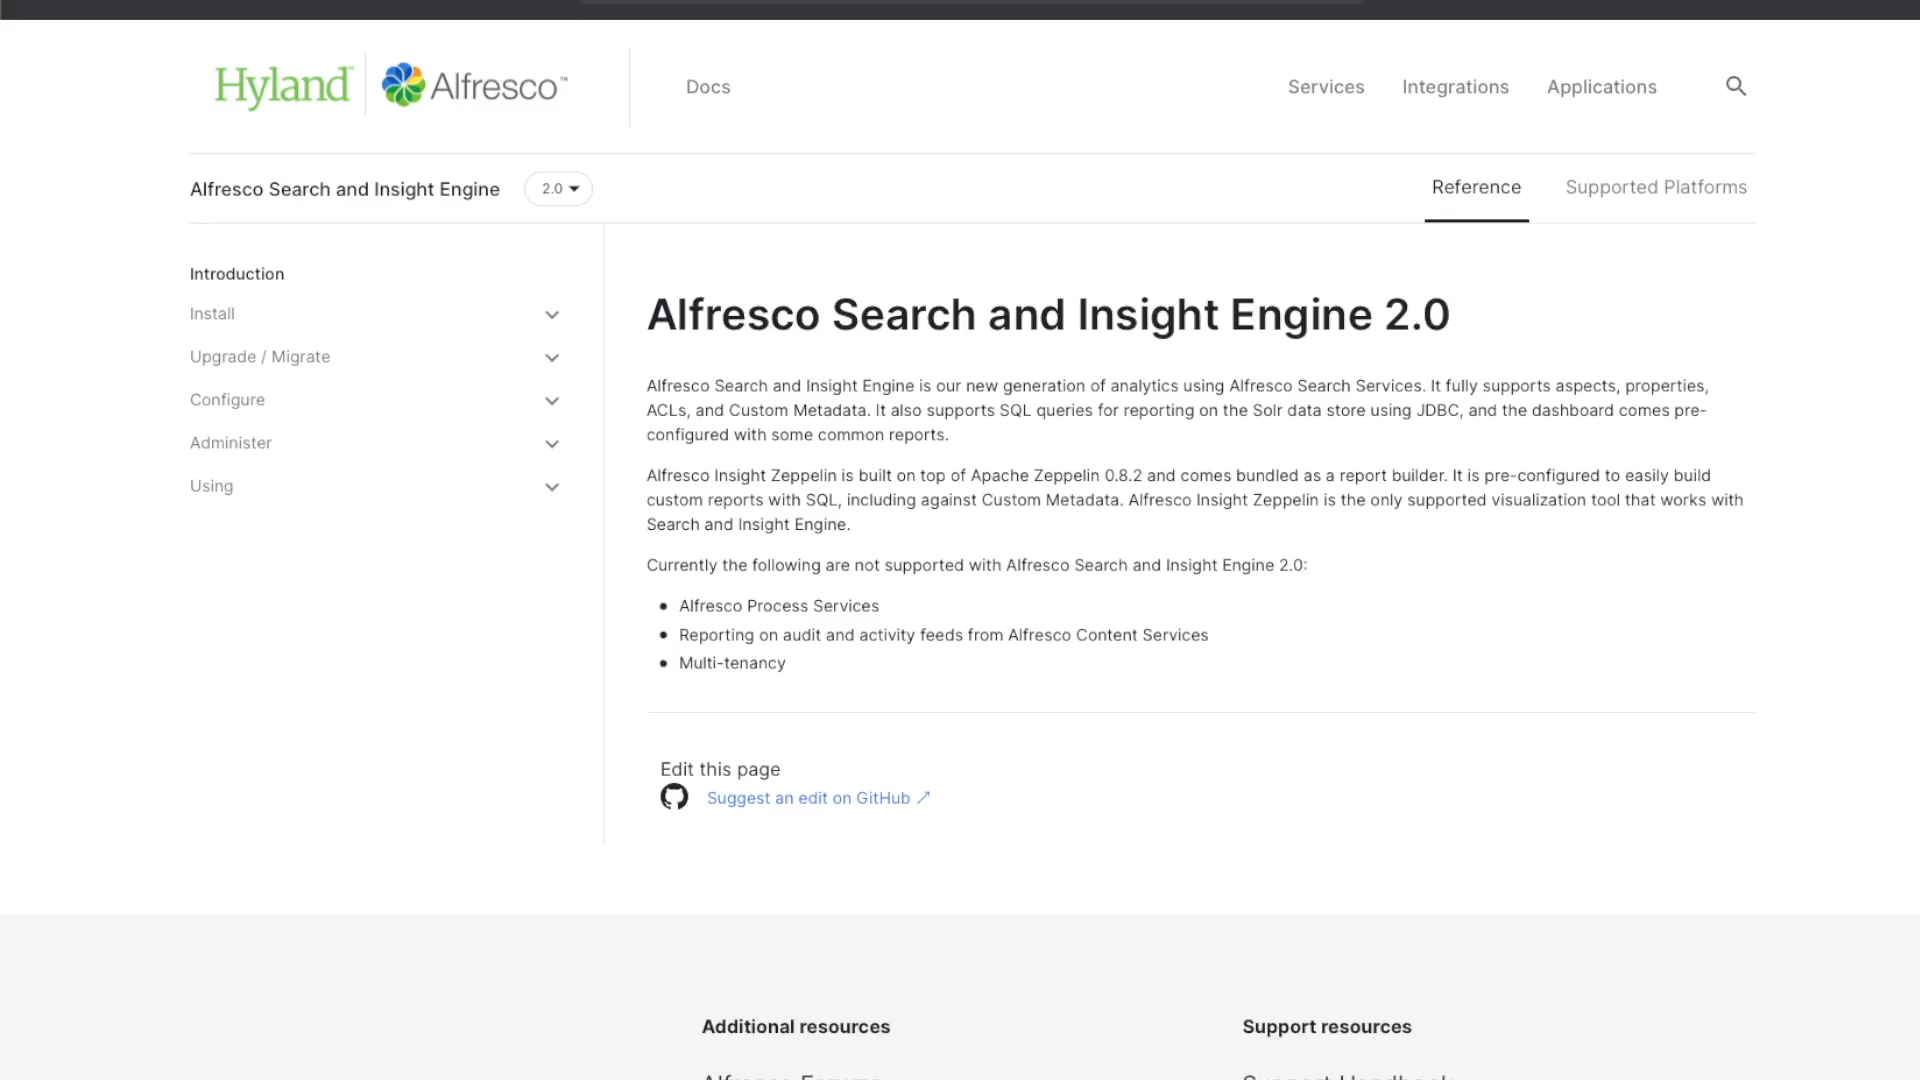 Hyland™ Alfresco™ Docs Services Integrations Applications
Alfresco Search and Insight Engine 2.0 Reference Supported Platforms
Introduction
Install
Upgrade / Migrate
Configure
Administer
Using
Alfresco Search and Insight Engine 2.0
Alfresco Search and Insight Engine is our new generation of analytics using Alfresco Search Services. It fully supports aspects, properties,
ACLs, and Custom Metadata. It also supports SQL queries for reporting on the Solr data store using JDBC, and the dashboard comes pre-
configured with some common reports.
Alfresco Insight Zeppelin is built on top of Apache Zeppelin 0.8.2 and comes bundled as a report builder. It is pre-configured to easily build
custom reports with SQL, including against Custom Metadata. Alfresco Insight Zeppelin is the only supported visualization tool that works with
Search and Insight Engine.
Currently the following are not supported with Alfresco Search and Insight Engine 2.0:
• Alfresco Process Services
• Reporting on audit and activity feeds from Alfresco Content Services
• Multi-tenancy
Edit this page
Suggest an edit on GitHub ↗
Additional resources Support resources
Alfresco Forums Support Handbook